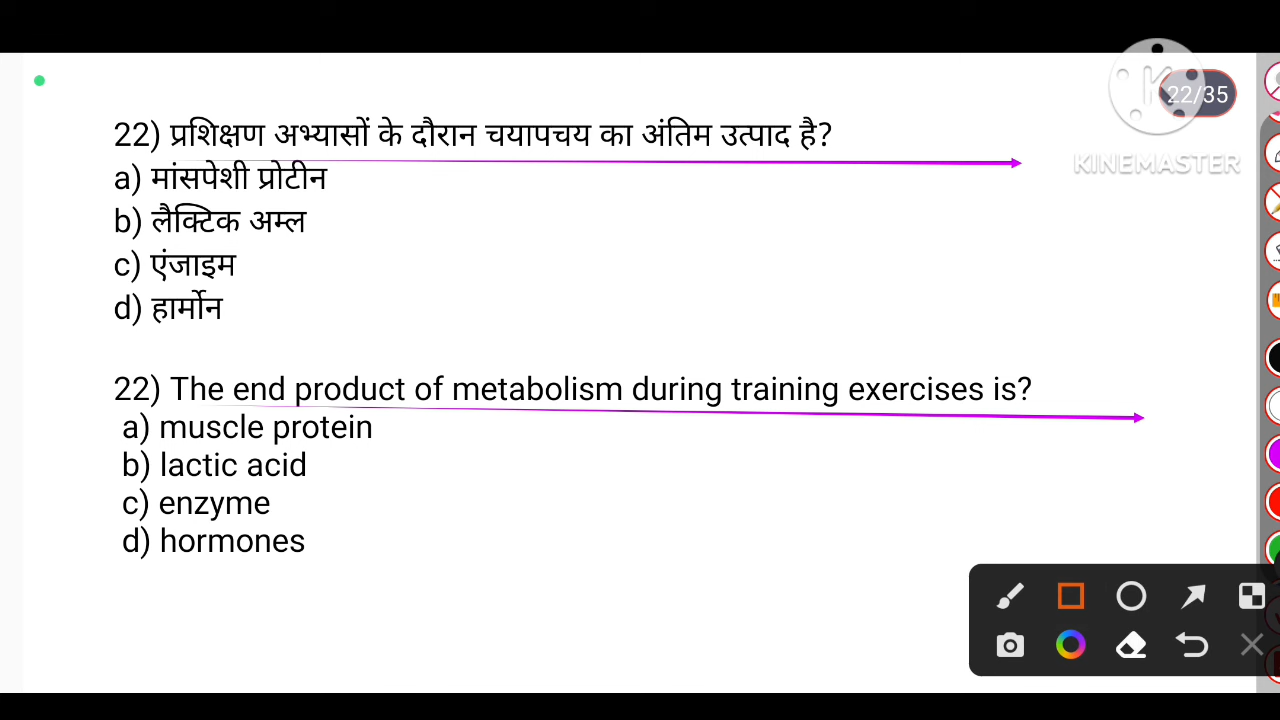 22/35
KINEMASTER
22) प्रशिक्षण अभ्यासों के दौरान चयापचय का अंतिम उत्पाद है?
a) मांसपेशी प्रोटीन
b) लैक्टिक अम्ल
c) एंजाइम
d) हार्मोन
22) The end product of metabolism during training exercises is?
a) muscle protein
b) lactic acid
c) enzyme
d) hormones